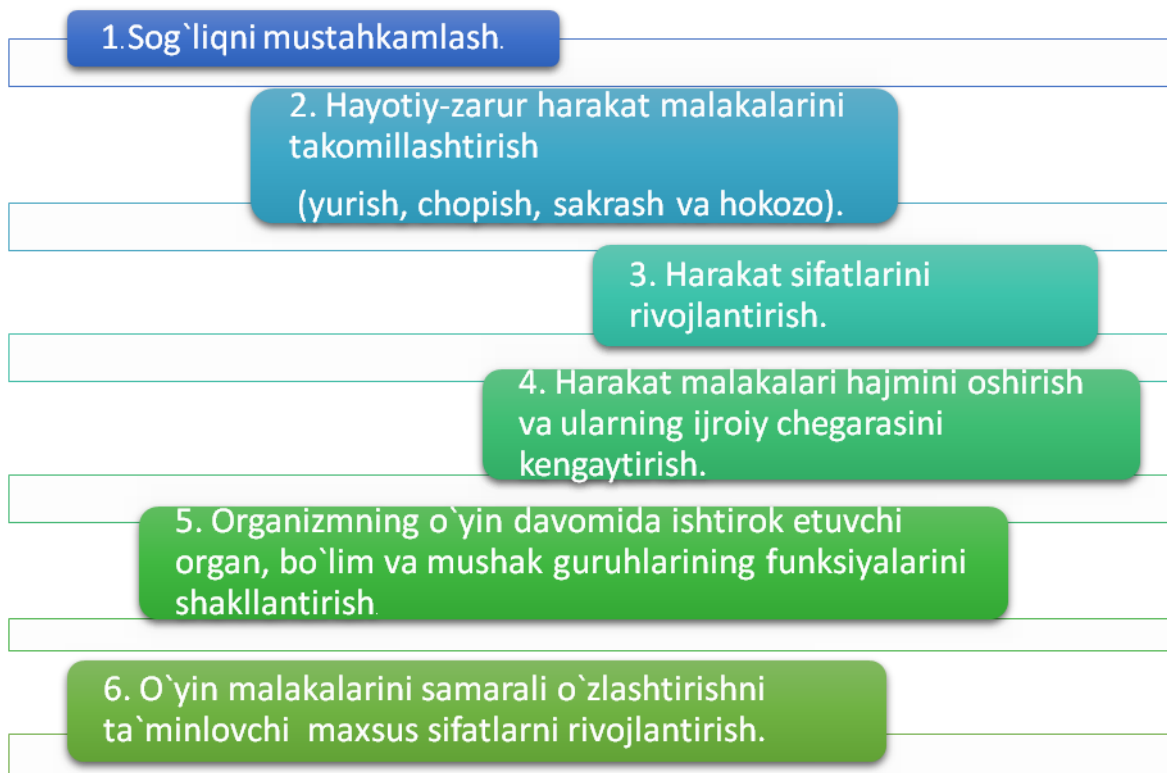 1.Sog`liqni mustahkamlash.
2. Hayotiy-zarur harakat malakalarini
takomillashtirish
(yurish, chopish, sakrash va hokozo).
3. Harakat sifatlarini
rivojlantirish.
4. Harakat malakalari hajmini oshirish
va ularning ijroiy chegarasini
kengaytirish.
5. Organizmning o`yin davomida ishtirok etuvchi
organ, bo`lim va mushak guruhlarining funksiyalarini
shakllantirish.
6. O`yin malakalarini samarali o`zlashtirishni
ta`minlovchi  maxsus sifatlarni rivojlantirish.